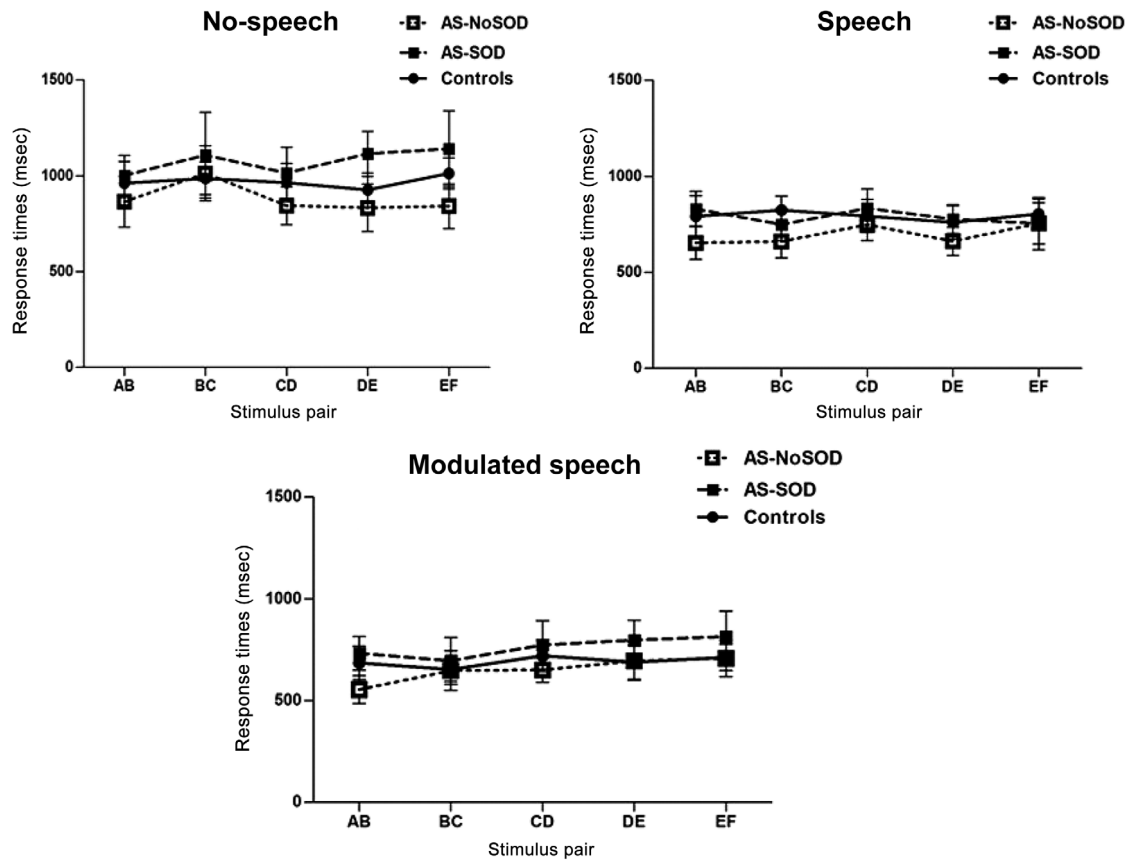 No-speech
AS-NoSOD
AS-SOD
Controls
1500
1000
500
0
Response times (msec)
AB BC CD DE EF
Stimulus pair
Speech
AS-NoSOD
AS-SOD
Controls
1500
1000
500
0
Response times (msec)
AB BC CD DE EF
Stimulus pair
Modulated speech
AS-NoSOD
AS-SOD
Controls
1500
1000
500
0
Response times (msec)
AB BC CD DE EF
Stimulus pair